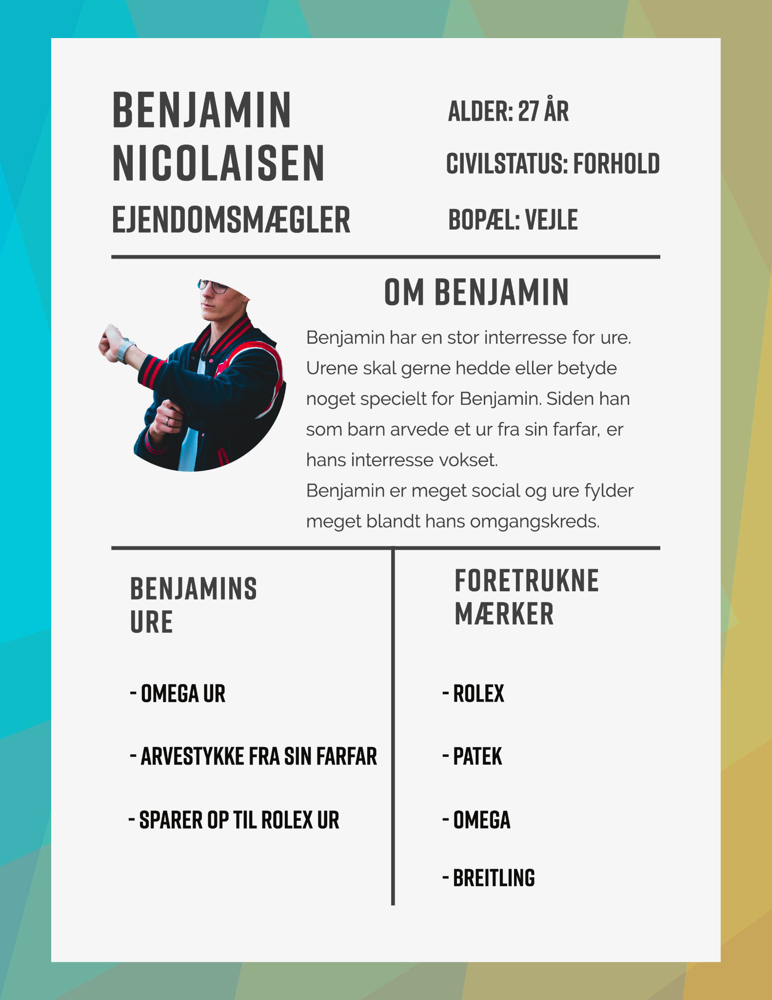 BENJAMIN
NICOLAISEN
EJENDOMSMÆGLER
ALDER: 27 ÅR
CIVILSTATUS: FORHOLD
BOPÆL: VEJLE
OM BENJAMIN
Benjamin har en stor interresse for ure.
Urene skal gerne hedde eller betyde
noget specielt for Benjamin. Siden han
som barn arvede et ur fra sin farfar, er
hans interresse vokset.
Benjamin er meget social og ure fylder
meget blandt hans omgangskreds.
BENJAMINS
URE
- OMEGA UR
- ARVESTYKKE FRA SIN FARFAR
- SPARER OP TIL ROLEX UR
FORETRUKNE
MÆRKER
- ROLEX
- PATEK
- OMEGA
- BREITLING